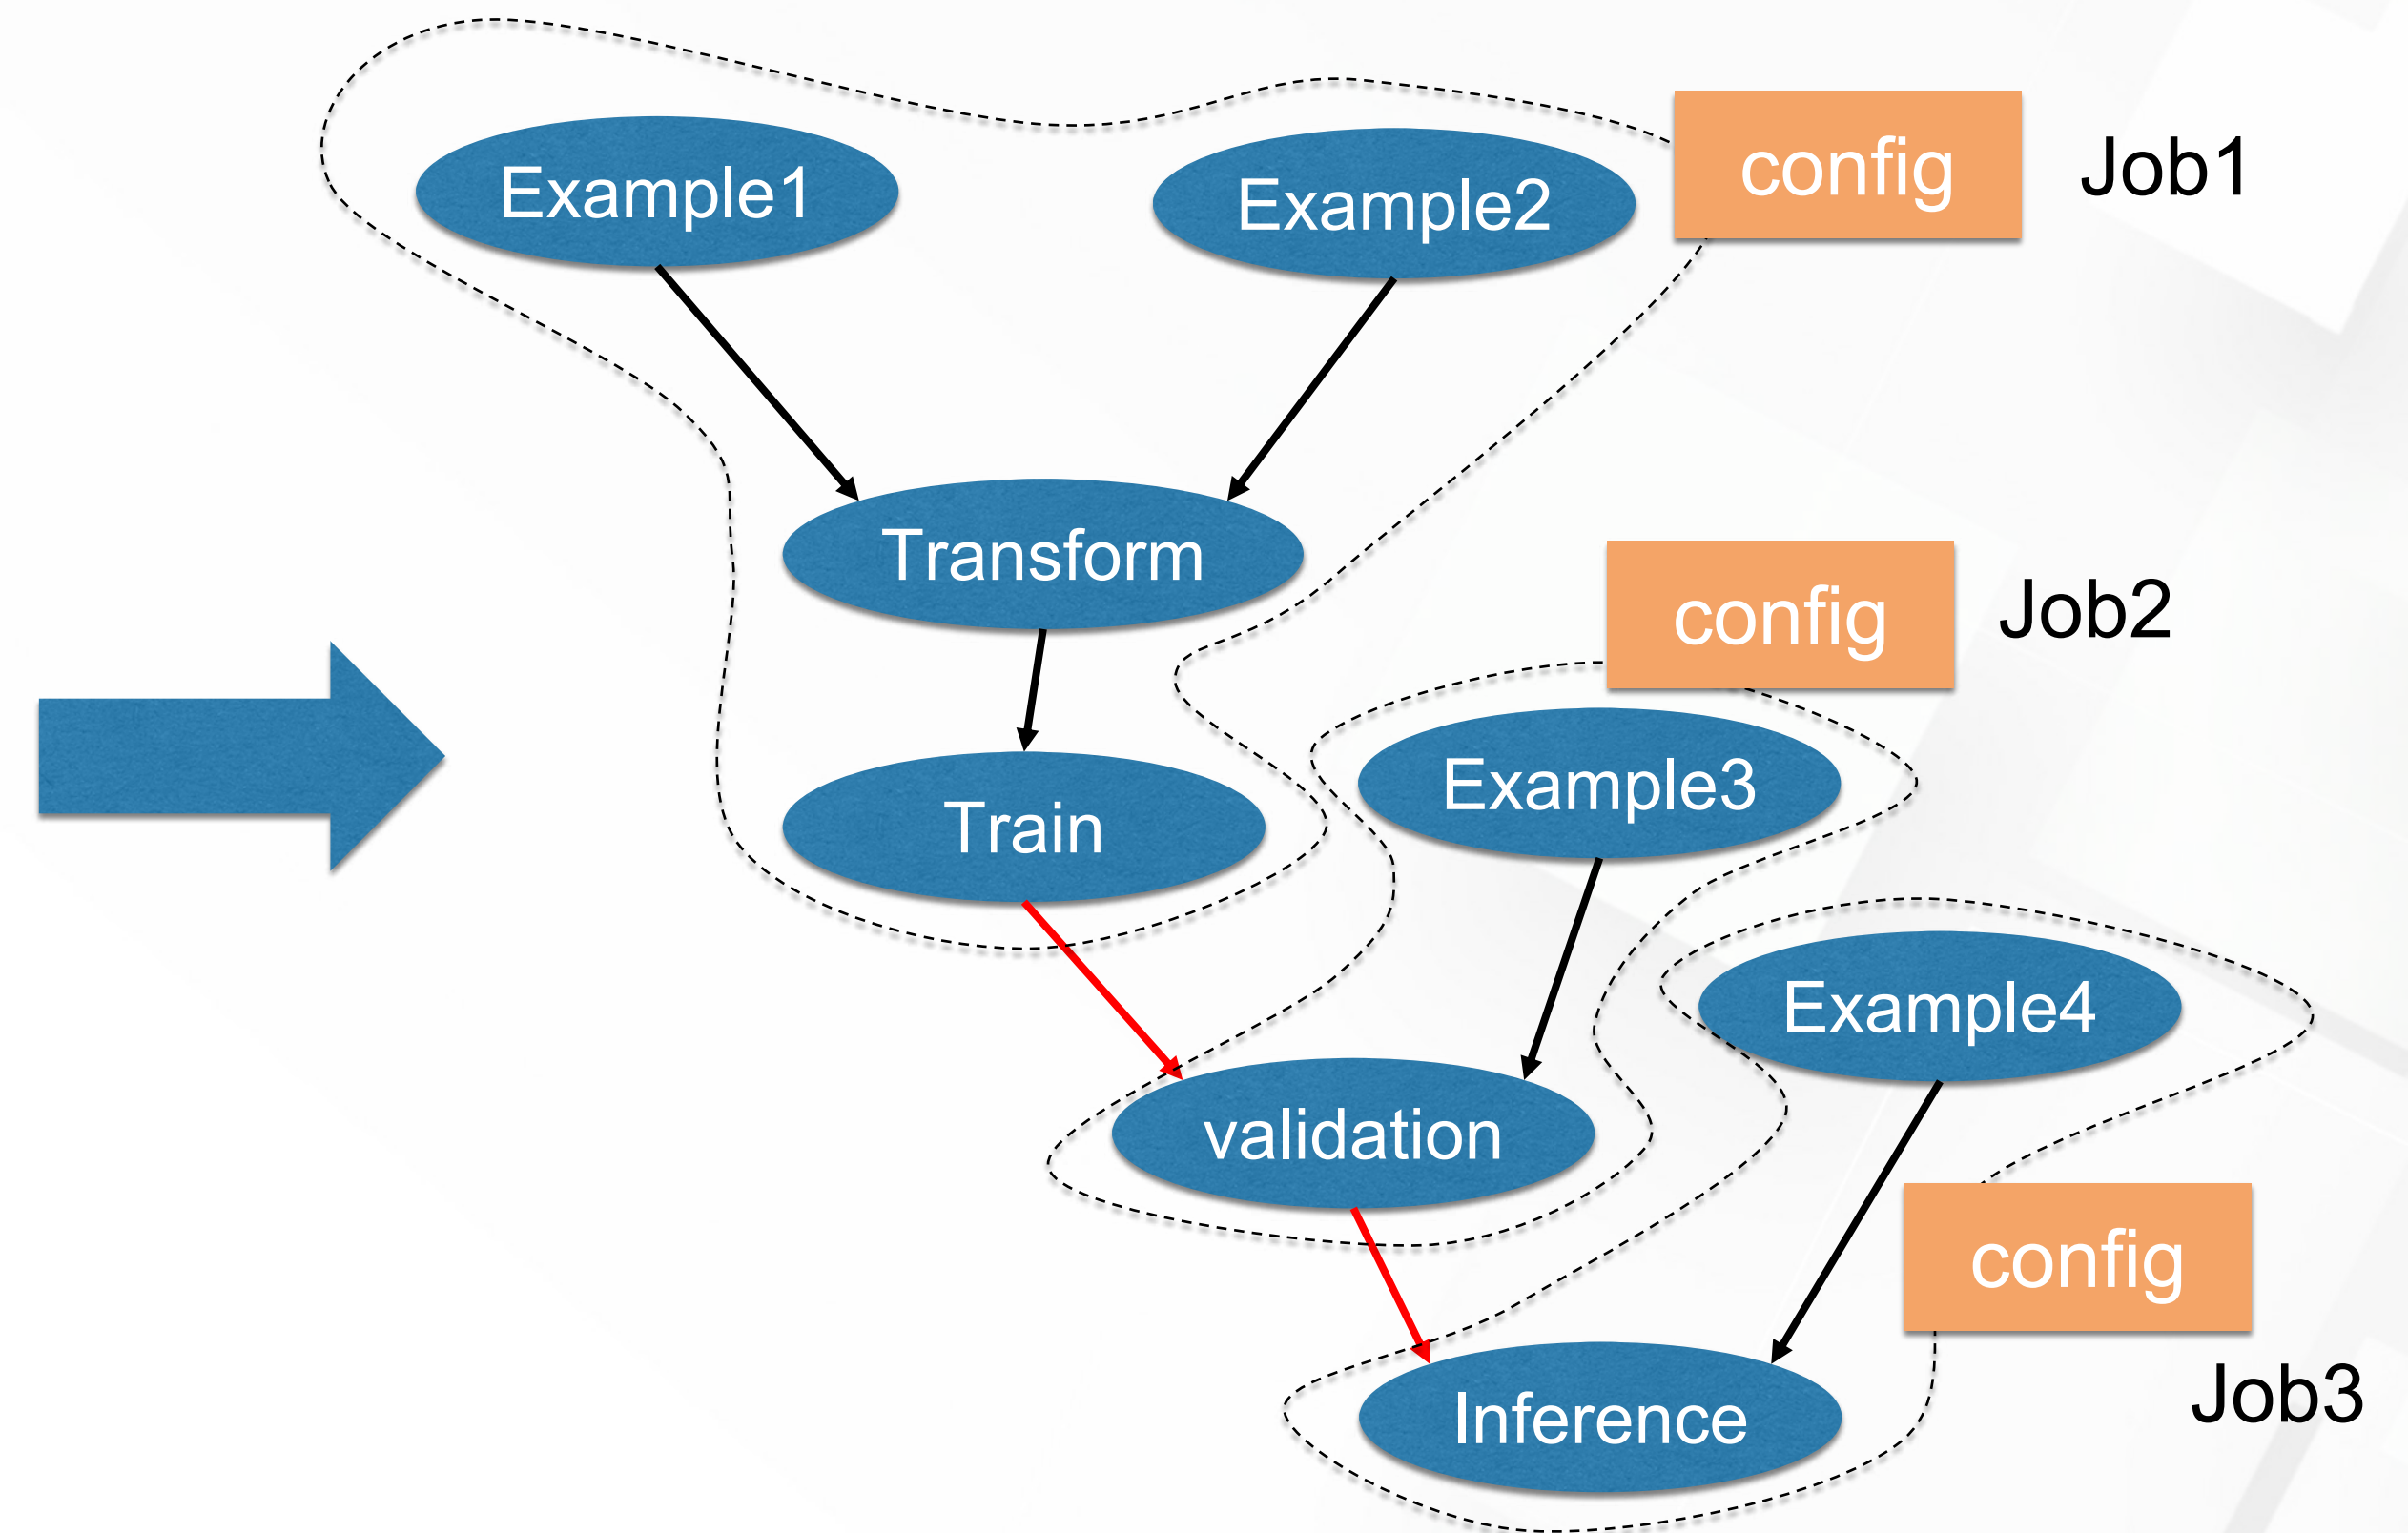 Example1
Example2
config
Job1
Transform
config
Job2
Train
Example3
Example4
validation
config
Inference
Job3